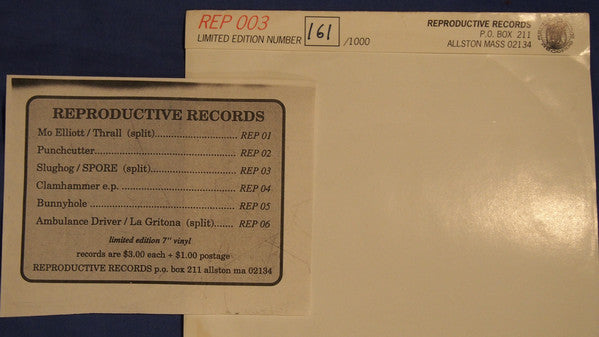 REP 003
LIMITED EDITION NUMBER 161 /1000
REPRODUCTIVE RECORDS
P.O. BOX 211
ALLSTON MASS 02134
REPRODUCTIVE RECORDS
Mo Elliott / Thrall (split)............................ REP 01
Punchcutter................................................ REP 02
Slughog / SPORE (split)............................. REP 03
Clamhammer e.p. ....................................... REP 04
Bunnyhole ................................................. REP 05
Ambulance Driver / La Gritona (split)...... REP 06
limited edition 7" vinyl
records are $3.00 each + $1.00 postage
REPRODUCTIVE RECORDS p.o. box 211 allston ma 02134